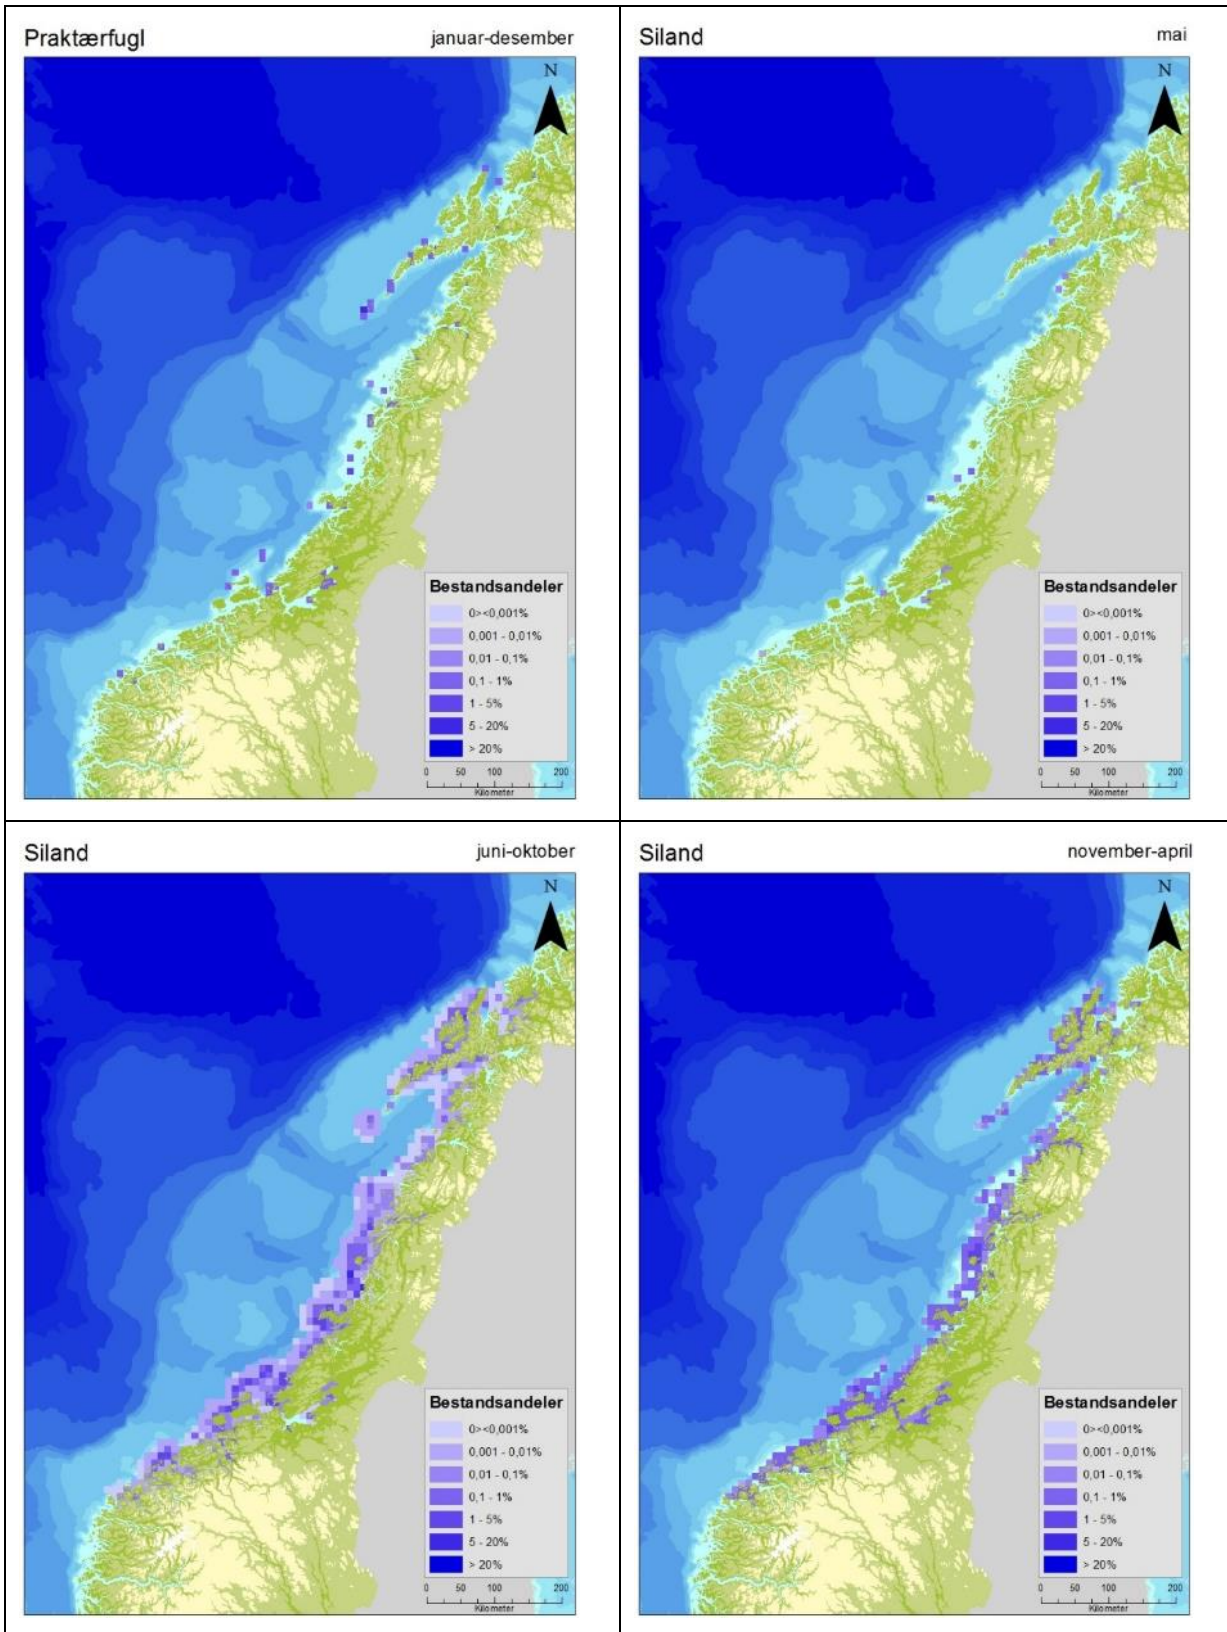 Praktærfugl januar-desember
N
Bestandsandeler
0><0,001%
0,001 - 0,01%
0,01 - 0,1%
0,1 - 1%
1 - 5%
5 - 20%
> 20%
0 50 100 200
Kilometer
Siland mai
N
Bestandsandeler
0><0,001%
0,001 - 0,01%
0,01 - 0,1%
0,1 - 1%
1 - 5%
5 - 20%
> 20%
0 50 100 200
Kilometer
Siland juni-oktober
N
Bestandsandeler
0><0,001%
0,001 - 0,01%
0,01 - 0,1%
0,1 - 1%
1 - 5%
5 - 20%
> 20%
0 50 100 200
Kilometer
Siland november-april
N
Bestandsandeler
0><0,001%
0,001 - 0,01%
0,01 - 0,1%
0,1 - 1%
1 - 5%
5 - 20%
> 20%
0 50 100 200
Kilometer